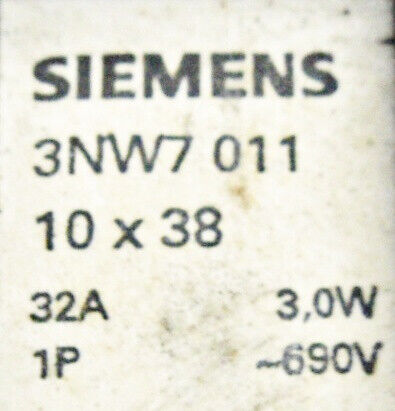 SIEMENS
3NW7 011
10 x 38
32A 3,0W
1P ~690V